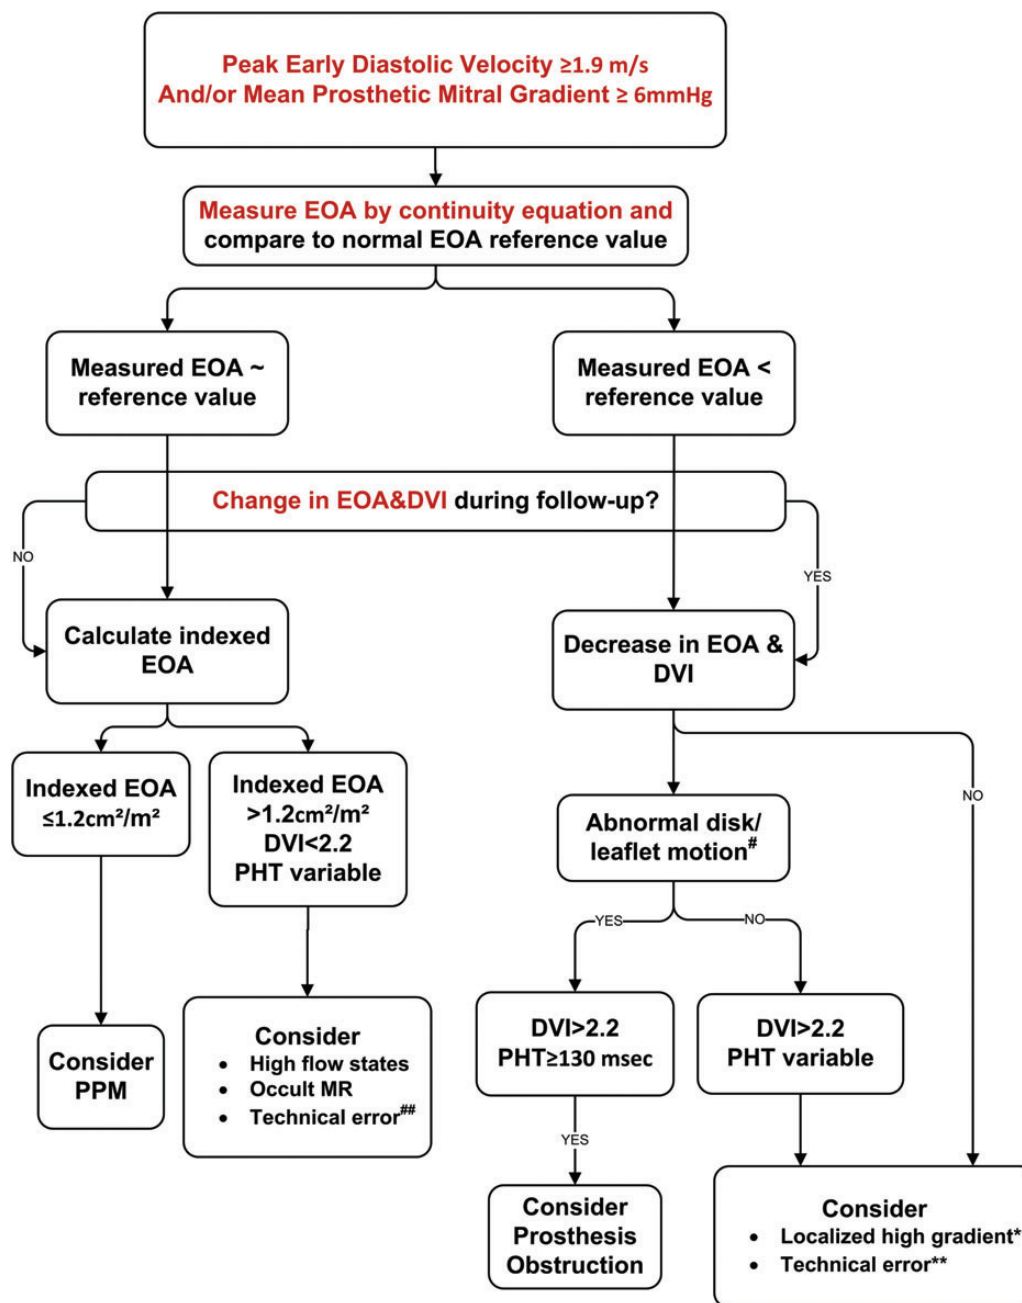 Peak Early Diastolic Velocity ≥1.9 m/s
And/or Mean Prosthetic Mitral Gradient ≥ 6mmHg
Measure EOA by continuity equation and
compare to normal EOA reference value
Measured EOA ~
reference value
Measured EOA <
reference value
Change in EOA&DVI during follow-up?
NO
YES
Calculate indexed
EOA
Decrease in EOA &
DVI
Indexed EOA
≤1.2cm²/m²
Indexed EOA
>1.2cm²/m²
DVI<2.2
PHT variable
NO
Abnormal disk/
leaflet motion#
YES
NO
Consider
PPM
Consider
• High flow states
• Occult MR
• Technical error##
DVI>2.2
PHT≥130 msec
DVI>2.2
PHT variable
YES
Consider
Prosthesis
Obstruction
Consider
• Localized high gradient*
• Technical error**